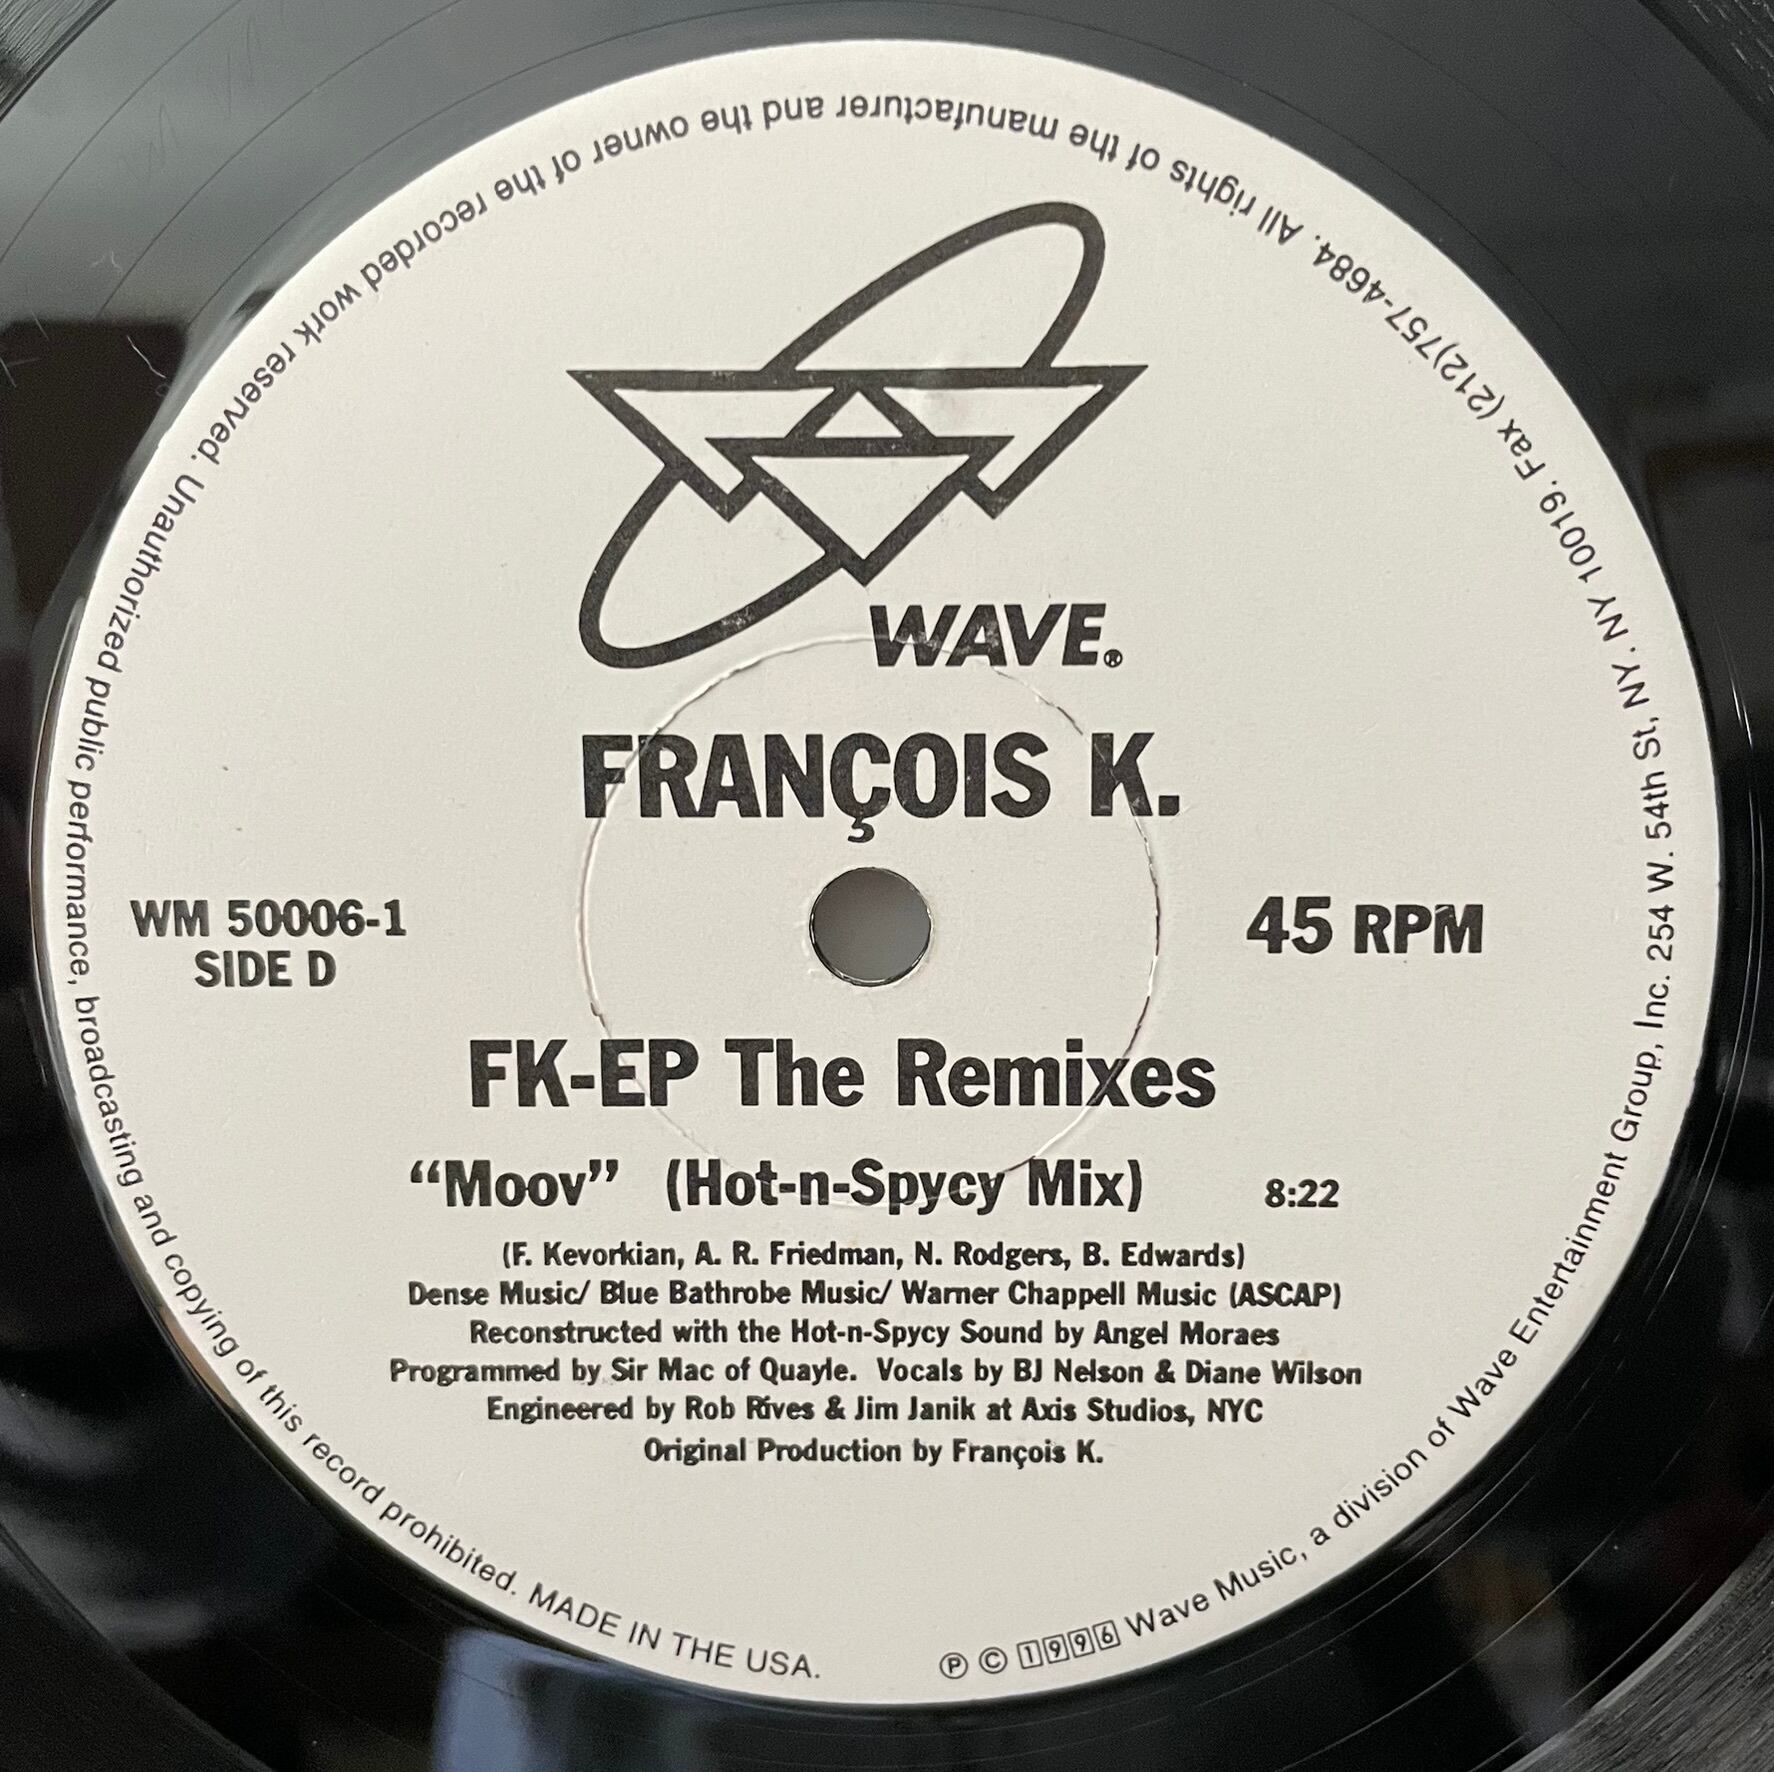 WAVE.®
FRANÇOIS K.
WM 50006-1
SIDE D
45 RPM
FK-EP The Remixes
“Moov” (Hot-n-Spycy Mix) 8:22
(F. Kevorkian, A. R. Friedman, N. Rodgers, B. Edwards)
Dense Music/ Blue Bathrobe Music/ Warner Chappell Music (ASCAP)
Reconstructed with the Hot-n-Spycy Sound by Angel Moraes
Programmed by Sir Mac of Quayle. Vocals by BJ Nelson & Diane Wilson
Engineered by Rob Rives & Jim Janik at Axis Studios, NYC
Original Production by François K.
℗ © 1996 Wave Music, a division of Wave Entertainment Group, Inc. 254 W. 54th St, NY. NY 10019. Fax (212)757-4684. All rights of the manufacturer and the owner of the recorded work reserved. Unauthorized public performance, broadcasting and copying of this record prohibited. MADE IN THE USA.